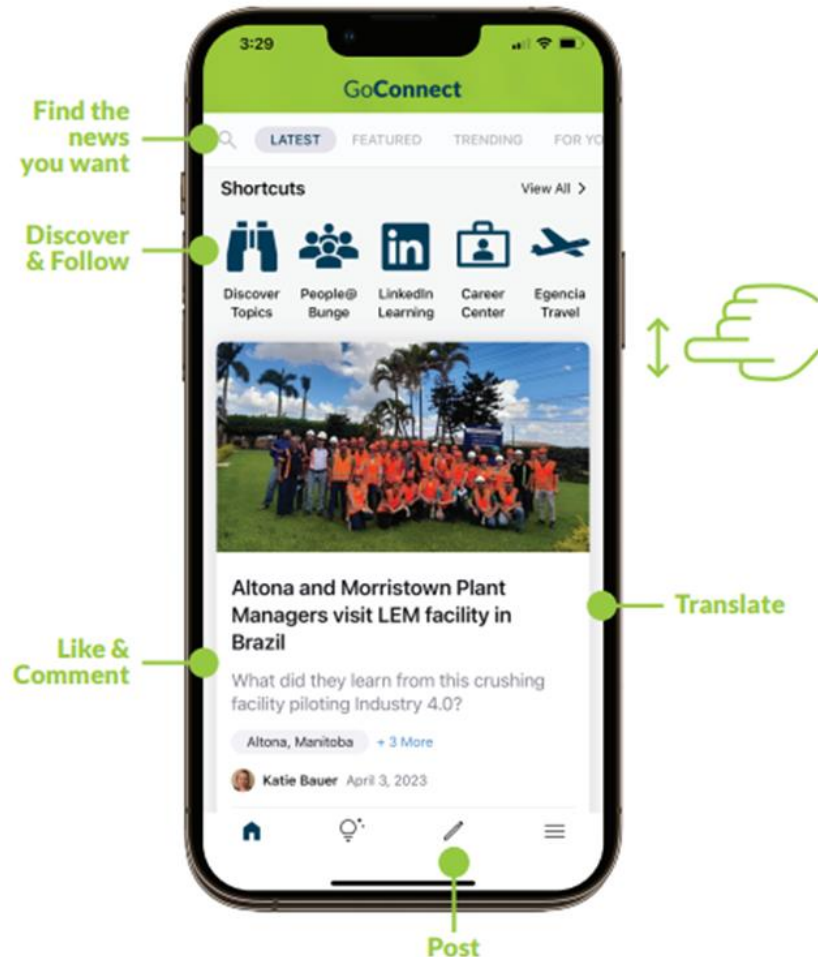 3:29
GoConnect
Find the
news
you want
LATEST FEATURED TRENDING FOR YO
Shortcuts View All >
Discover
& Follow
Discover
Topics
People@
Bunge
LinkedIn
Learning
Career
Center
Egencia
Travel
in
Altona and Morristown Plant
Managers visit LEM facility in
Brazil
Translate
Like &
Comment
What did they learn from this crushing
facility piloting Industry 4.0?
Altona, Manitoba + 3 More
Katie Bauer April 3, 2023
Post